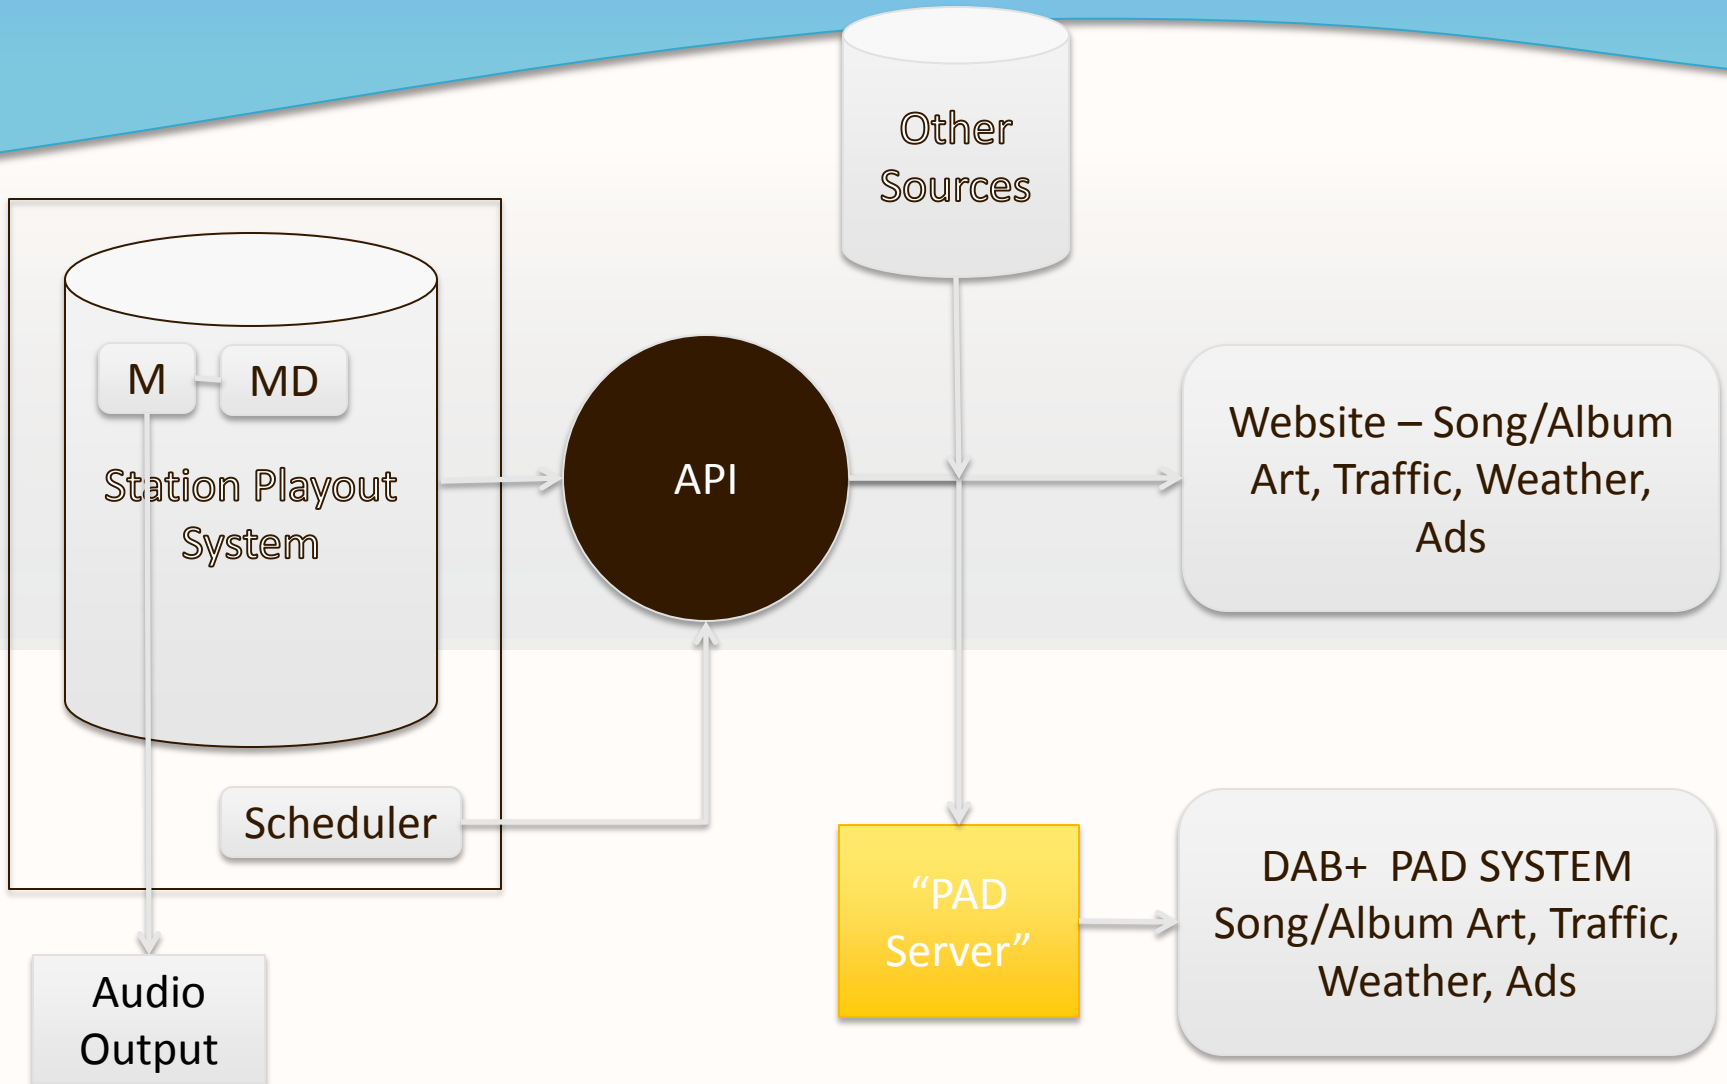 Other
Sources
M
MD
Station Playout
System
API
Website – Song/Album
Art, Traffic, Weather,
Ads
Scheduler
“PAD
Server”
DAB+  PAD SYSTEM
Song/Album Art, Traffic,
Weather, Ads
Audio
Output